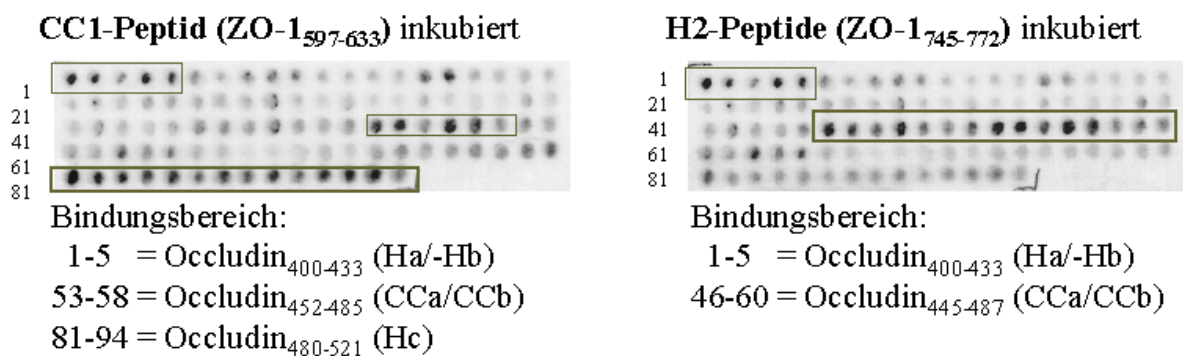 CC1-Peptid (ZO-1597-633) inkubiert
1
21
41
61
81
Bindungsbereich:
1-5 = Occludin400-433 (Ha/-Hb)
53-58 = Occludin452-485 (CCa/CCb)
81-94 = Occludin480-521 (Hc)
H2-Peptide (ZO-1745-772) inkubiert
1
21
41
61
81
Bindungsbereich:
1-5 = Occludin400-433 (Ha/-Hb)
46-60 = Occludin445-487 (CCa/CCb)